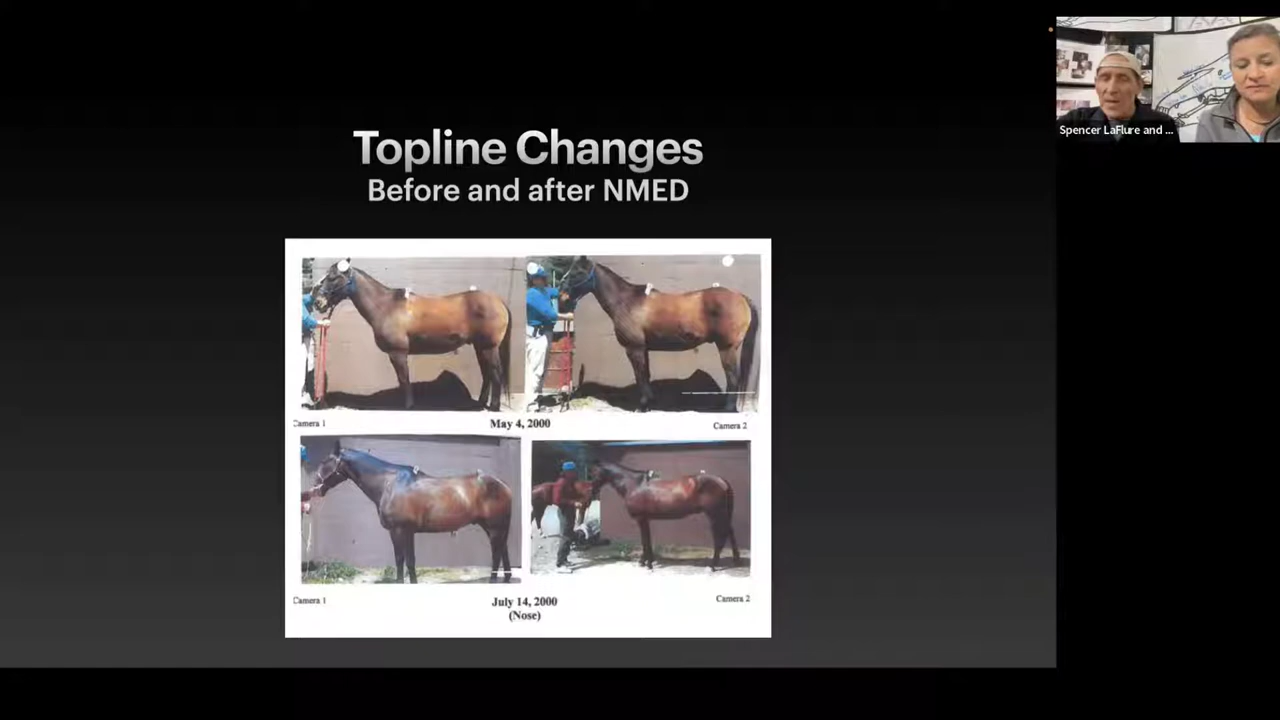 Topline Changes
Before and after NMED
Camera 1
May 4, 2000
Camera 2
Camera 1
July 14, 2000
(Nose)
Camera 2
Spencer LaFlure and ...